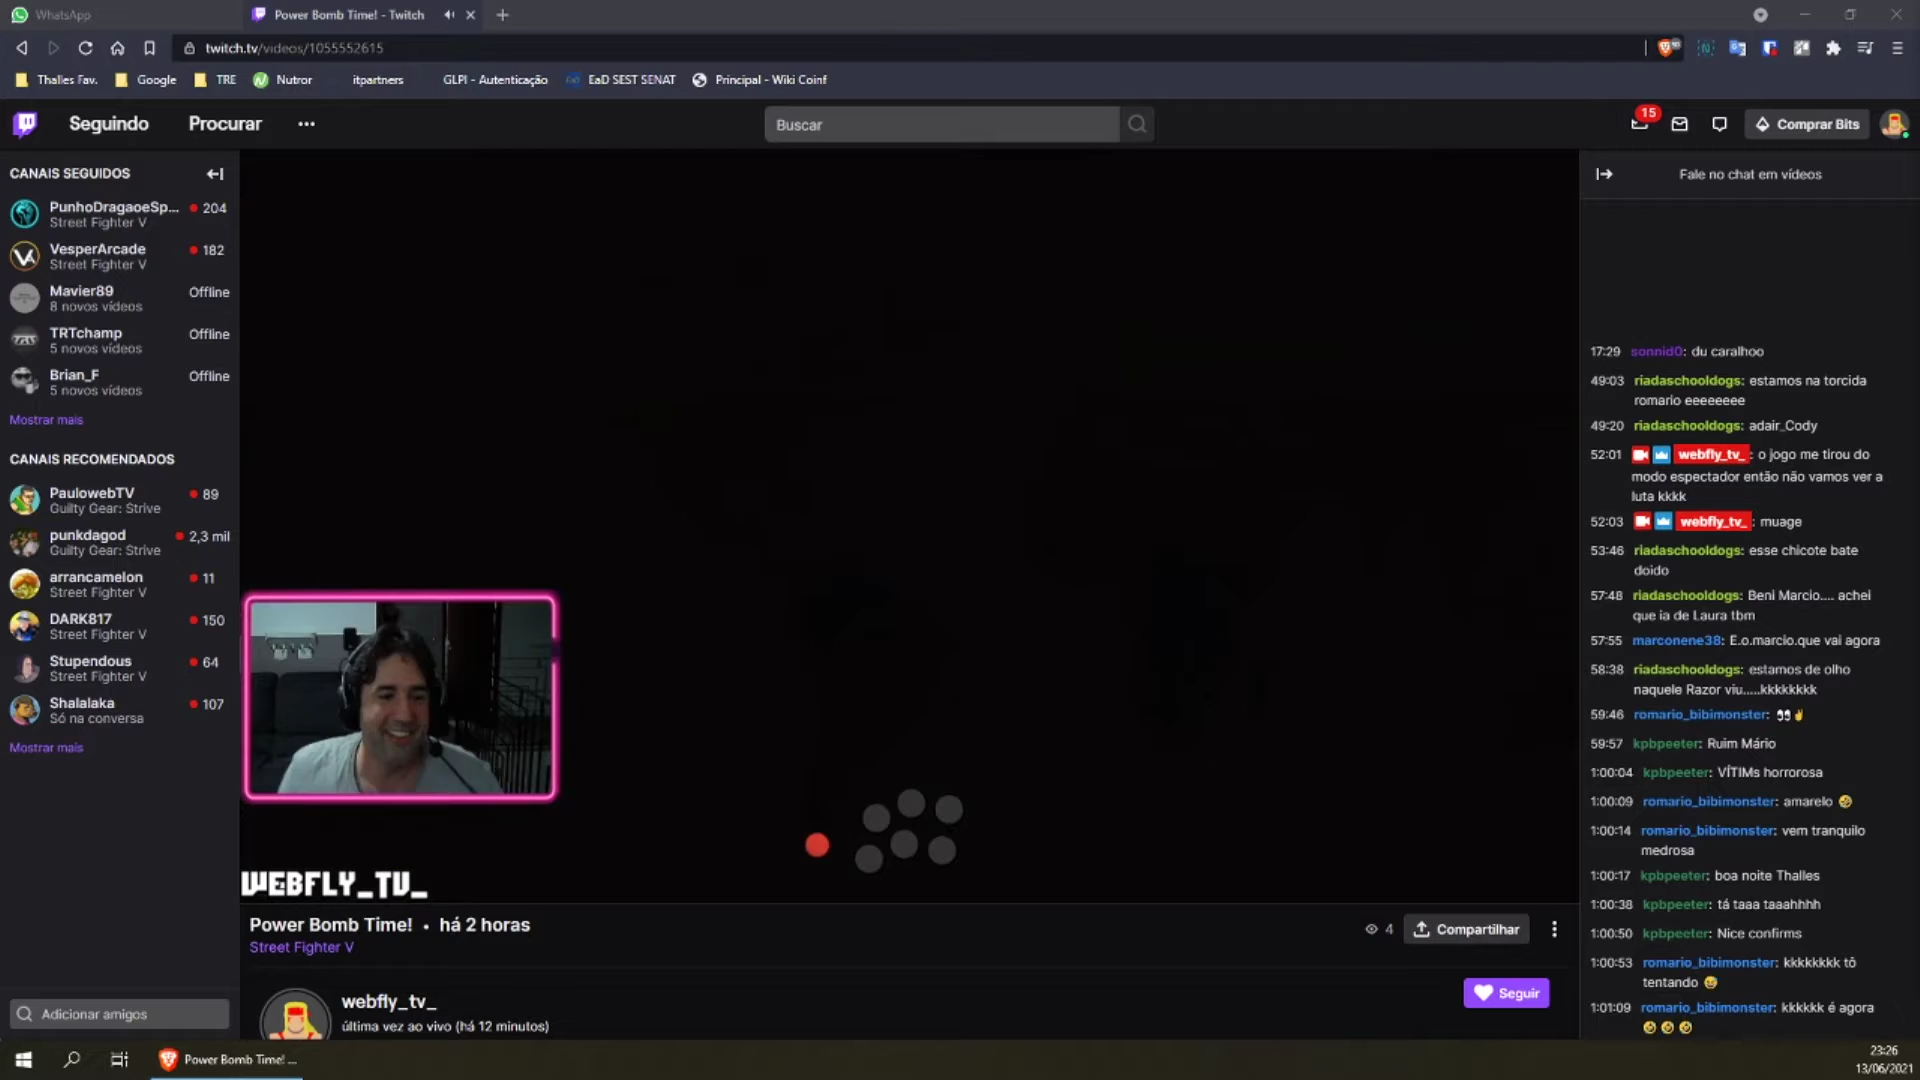 WhatsApp
Power Bomb Time! - Twitch
twitch.tv/videos/1055552615
Thalles Fav.
Google
TRE
Nutror
itpartners
GLPI - Autenticação
EaD SEST SENAT
Principal - Wiki Coinf
Seguindo
Procurar
Buscar
15
Comprar Bits
CANAIS SEGUIDOS
PunhoDragaoeSp... 204
Street Fighter V
VesperArcade 182
Street Fighter V
Mavier89 Offline
8 novos vídeos
TRTchamp Offline
5 novos vídeos
Brian_F Offline
5 novos vídeos
Mostrar mais
CANAIS RECOMENDADOS
PaulowebTV 89
Guilty Gear: Strive
punkdagod 2,3 mil
Guilty Gear: Strive
arrancamelon 11
Street Fighter V
DARK817 150
Street Fighter V
Stupendous 64
Street Fighter V
Shalalaka 107
Só na conversa
Mostrar mais
Adicionar amigos
WEBFLY_TV_
Power Bomb Time! • há 2 horas
Street Fighter V
4
Compartilhar
webfly_tv_
última vez ao vivo (há 12 minutos)
Seguir
Fale no chat em vídeos
17:29 sonnid0: du caralhoo
49:03 riadaschooldogs: estamos na torcida
romario eeeeeeee
49:20 riadaschooldogs: adair_Cody
52:01 webfly_tv_: o jogo me tirou do
modo espectador então não vamos ver a
luta kkkk
52:03 webfly_tv_: muage
53:46 riadaschooldogs: esse chicote bate
doido
57:48 riadaschooldogs: Beni Marcio.... achei
que ia de Laura tbm
57:55 marconene38: E.o.marcio.que vai agora
58:38 riadaschooldogs: estamos de olho
naquele Razor viu.....kkkkkkkk
59:46 romario_bibimonster: 👀✌
59:57 kpbpeeter: Ruim Mário
1:00:04 kpbpeeter: VÍTIMs horrorosa
1:00:09 romario_bibimonster: amarelo 🤣
1:00:14 romario_bibimonster: vem tranquilo
medrosa
1:00:17 kpbpeeter: boa noite Thalles
1:00:38 kpbpeeter: tá taaa taaahhhh
1:00:50 kpbpeeter: Nice confirms
1:00:53 romario_bibimonster: kkkkkkkk tô
tentando 😅
1:01:09 romario_bibimonster: kkkkkk é agora
🤣 🤣 🤣
Power Bomb Time! ...
23:26
13/06/2021